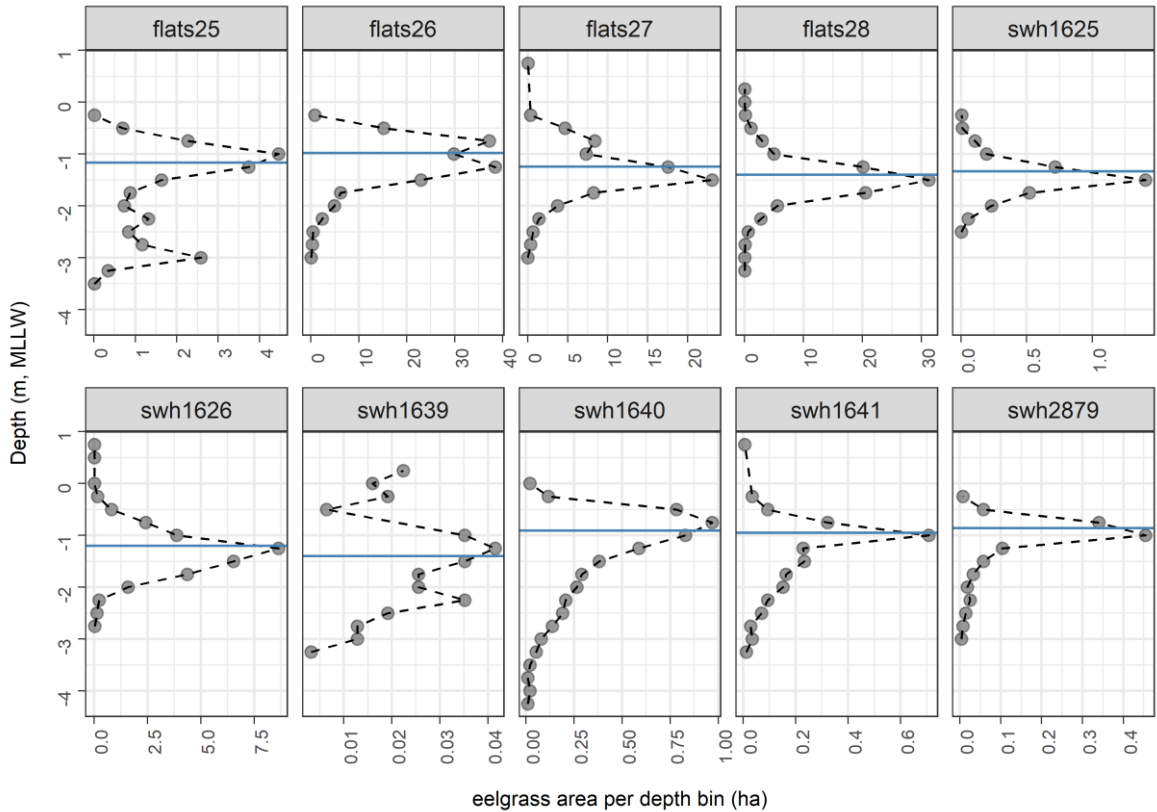 flats25 flats26 flats27 flats28 swh1625
1
0
-1
-2
-3
-4
0 1 2 3 4 0 10 20 30 40 0 5 10 15 20 0 10 20 30 0.0 0.5 1.0
Depth (m, MLLW)
swh1626 swh1639 swh1640 swh1641 swh2879
1
0
-1
-2
-3
-4
0.0 2.5 5.0 7.5 0.01 0.02 0.03 0.04 0.00 0.25 0.50 0.75 1.00 0.0 0.2 0.4 0.6 0.0 0.1 0.2 0.3 0.4
eelgrass area per depth bin (ha)